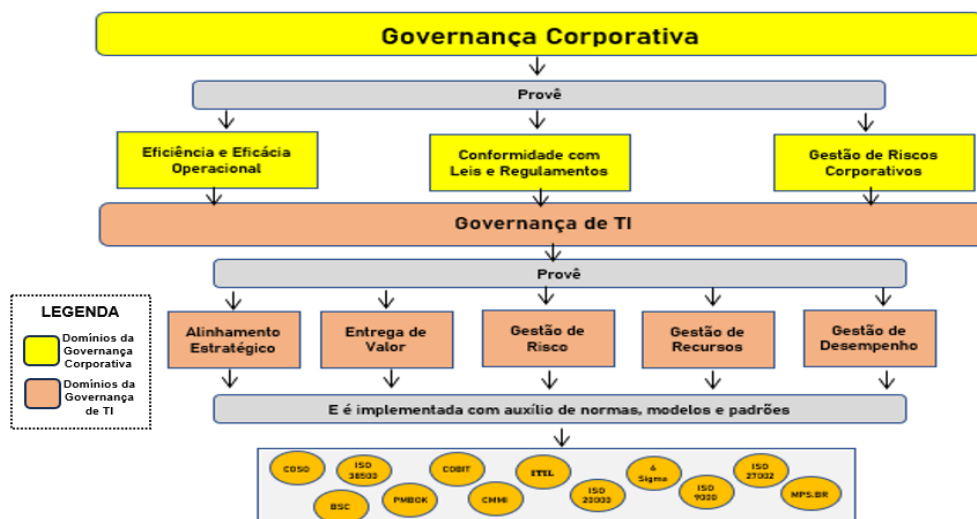 Governança Corporativa
Provê
Eficiência e Eficácia
Operacional
Conformidade com
Leis e Regulamentos
Gestão de Riscos
Corporativos
Governança de TI
Provê
Alinhamento
Estratégico
Entrega de
Valor
Gestão de
Risco
Gestão de
Recursos
Gestão de
Desempenho
LEGENDA
Domínios da
Governança
Corporativa
Domínios da
Governança
de TI
E é implementada com auxílio de normas, modelos e padrões
COSO
ISO
38500
COBIT
ITIL
6
Sigma
ISO
27002
BSC
PMBOK
CMMI
ISO
20000
ISO
9000
MPS.BR